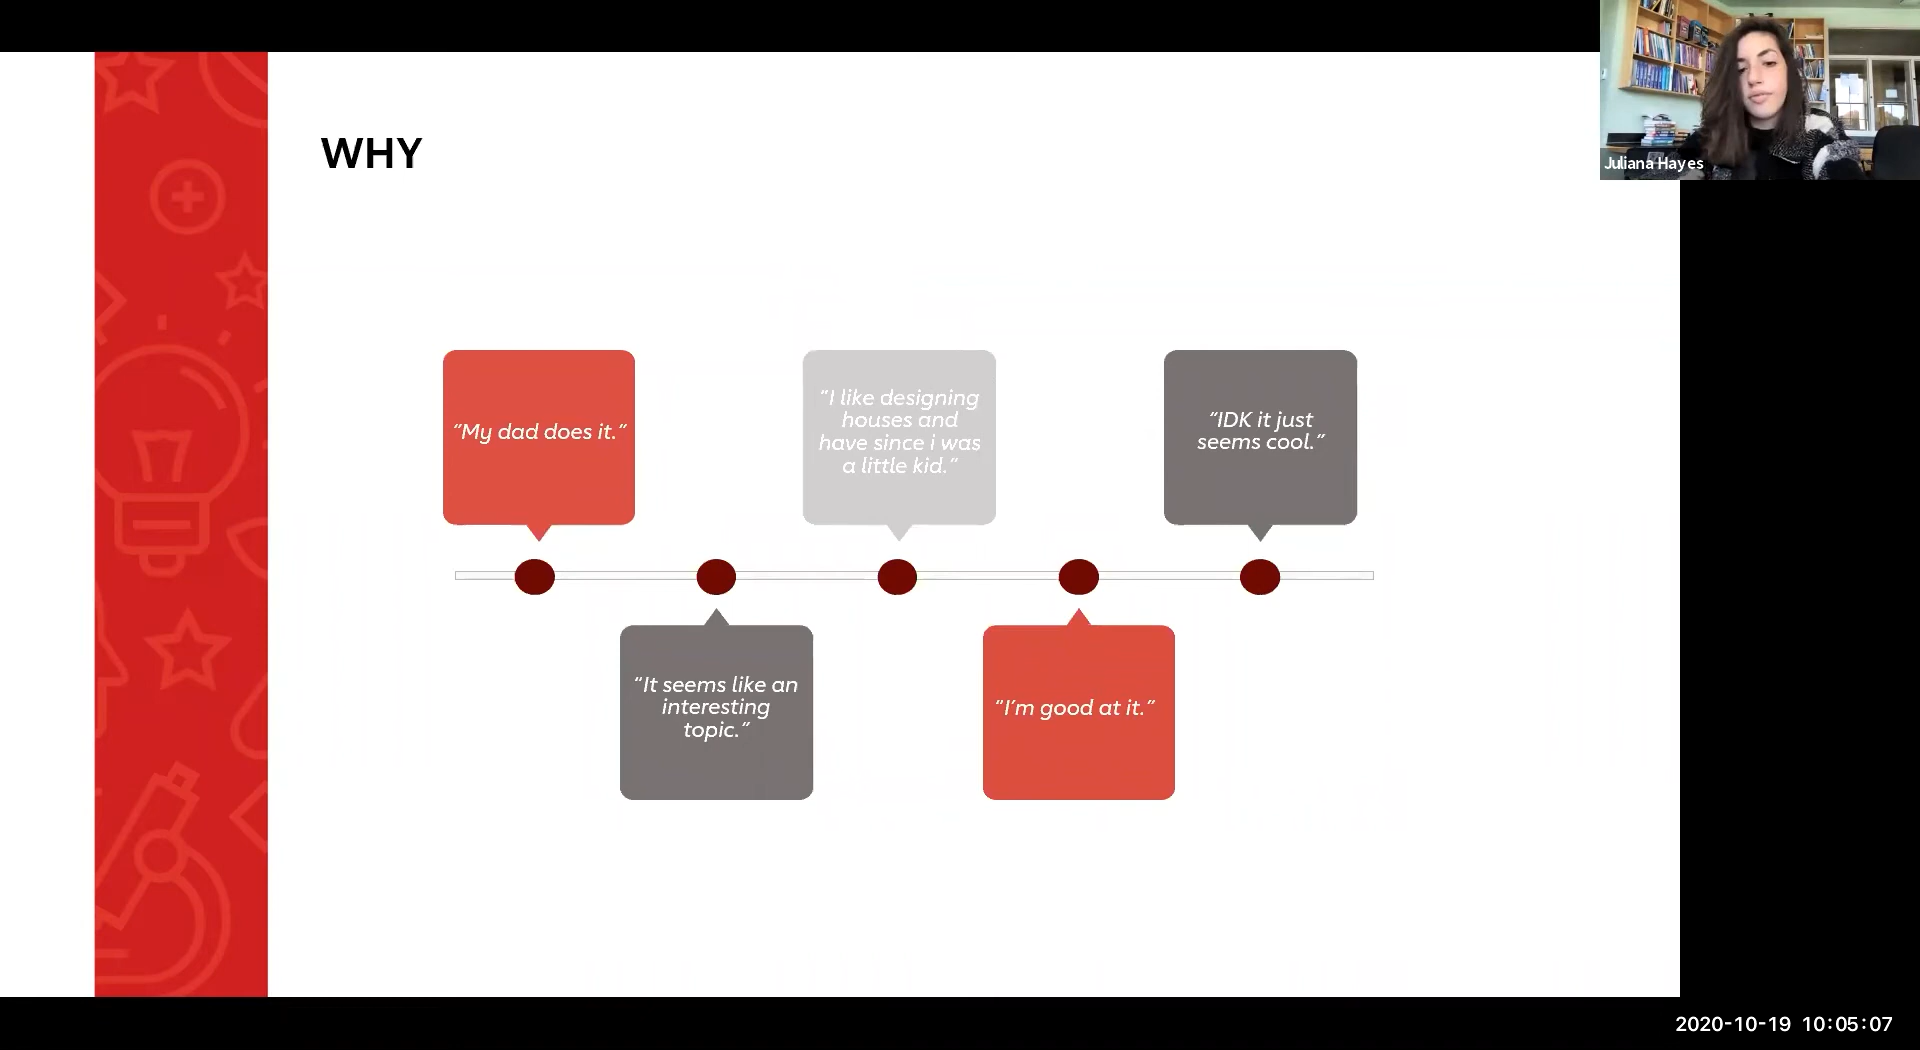 Juliana Hayes
WHY
“My dad does it.”
“I like designing
houses and
have since i was
a little kid.”
“IDK it just
seems cool.”
“It seems like an
interesting
topic.”
“I’m good at it.”
2020-10-19 10:05:07